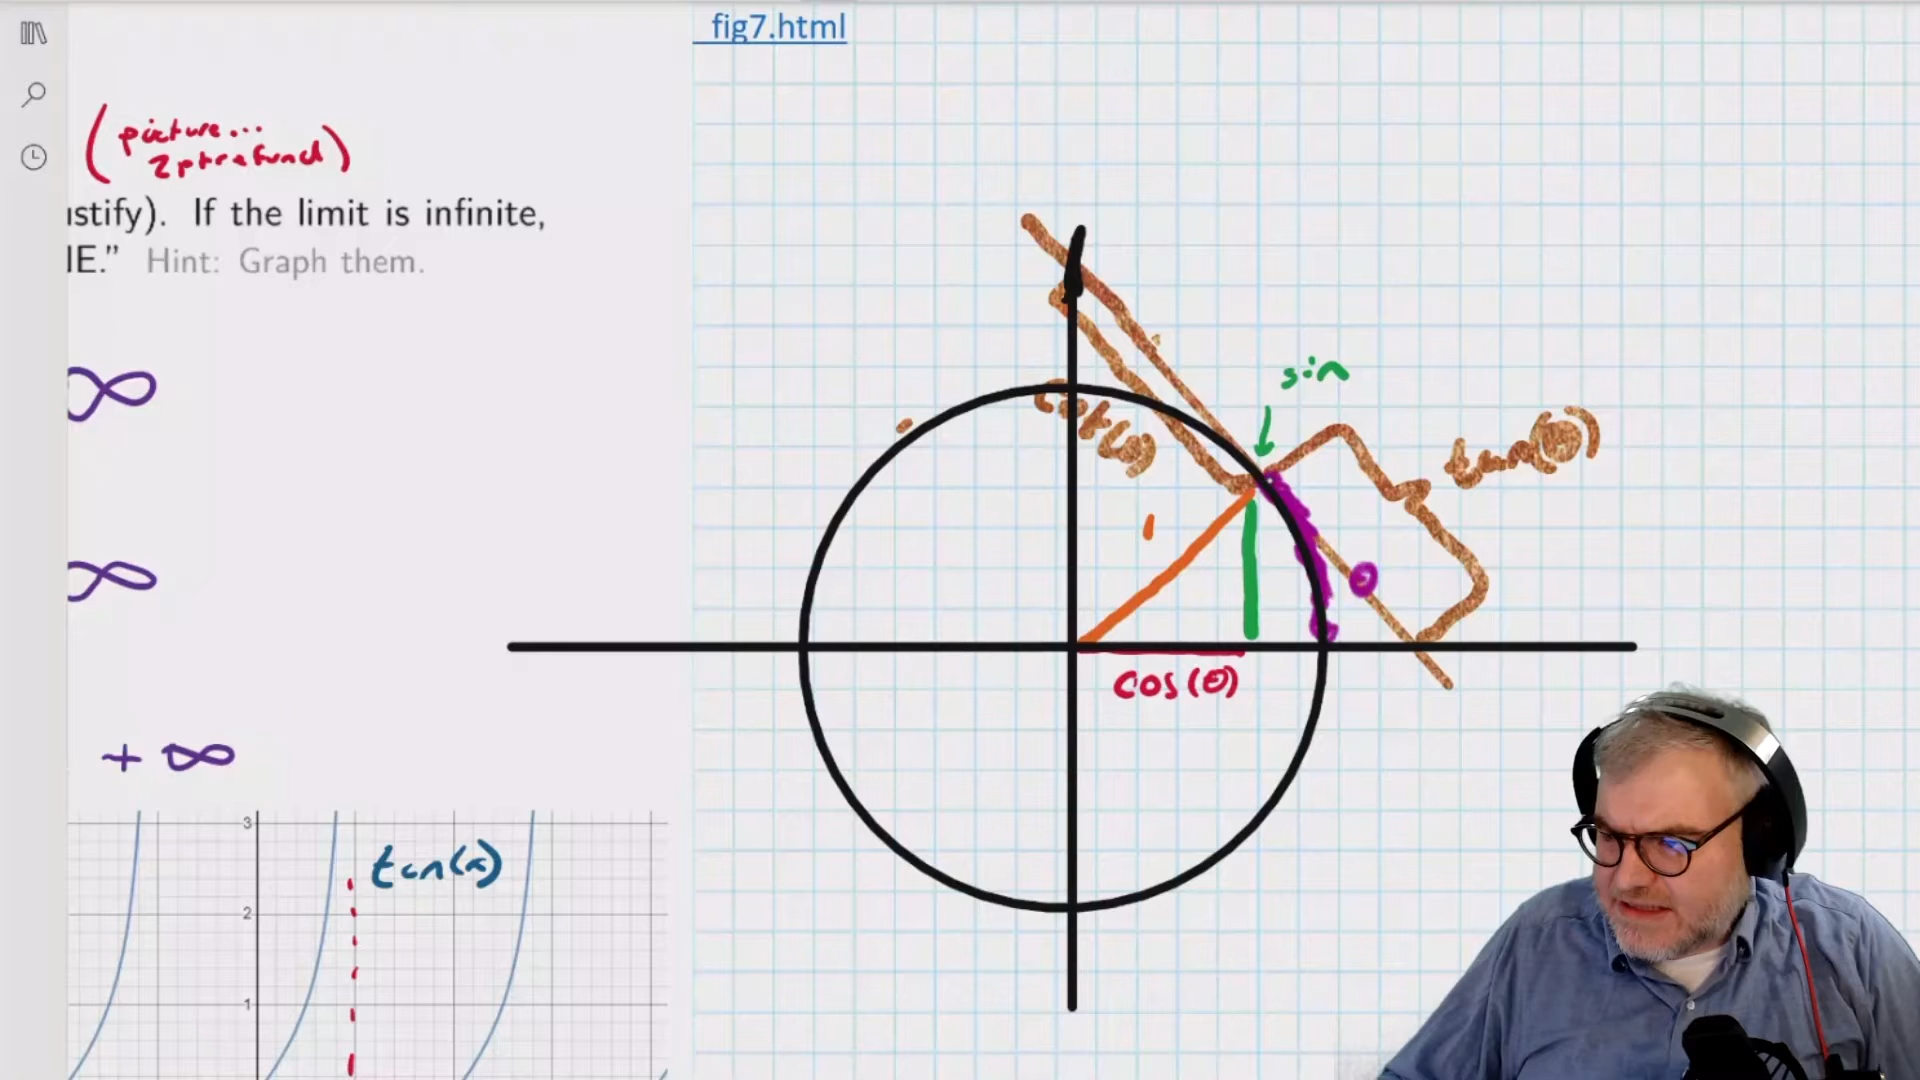 fig7.html
(picture...
ustify). If the limit is infinite,
IE." Hint: Graph them.
∞
∞
+ ∞
3
tan(x)
2
1
sin
cot(θ)
tan(θ)
1
θ
cos(θ)